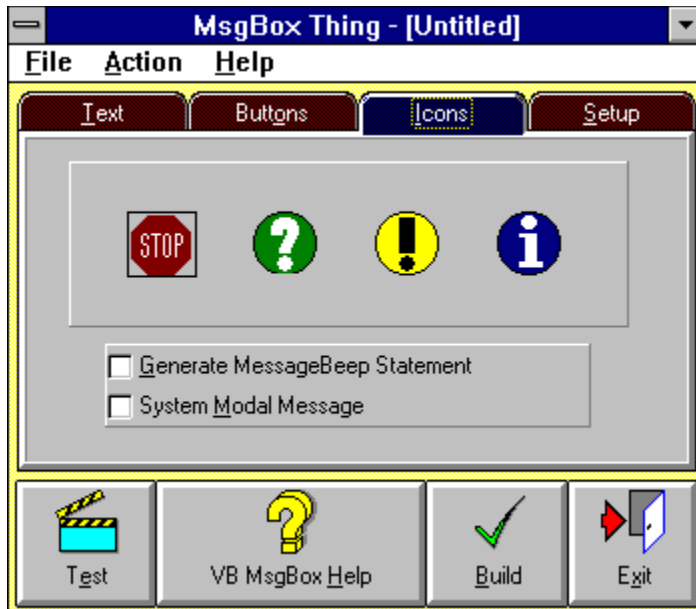 MsgBox Thing - [Untitled]
File Action Help
Text Buttons Icons Setup
STOP ? ! i
Generate MessageBeep Statement
System Modal Message
Test VB MsgBox Help Build Exit